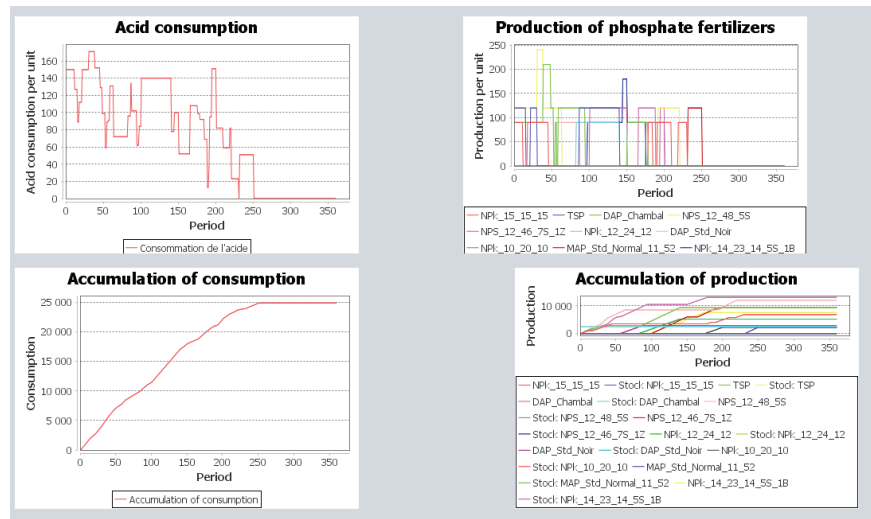 Acid consumption
Acid consumption per unit
160
140
120
100
80
60
40
20
0
0 50 100 150 200 250 300 350
Period
Consommation de l'acide
Production of phosphate fertilizers
Production per unit
250
200
150
100
50
0
0 50 100 150 200 250 300 350
Period
NPk_15_15_15 TSP DAP_Chambal NPS_12_48_5S
NPS_12_46_7S_1Z NPk_12_24_12 DAP_Std_Noir
NPk_10_20_10 MAP_Std_Normal_11_52 NPk_14_23_14_5S_1B
Accumulation of consumption
Consumption
25 000
20 000
15 000
10 000
5 000
0
0 50 100 150 200 250 300 350
Period
Accumulation of consumption
Accumulation of production
Production
10 000
0
0 50 100 150 200 250 300 350
Period
NPk_15_15_15 Stock NPk_15_15_15 TSP Stock TSP
DAP_Chambal Stock DAP_Chambal NPS_12_48_5S
Stock NPS_12_48_5S NPS_12_46_7S_1Z
Stock NPS_12_46_7S_1Z NPk_12_24_12 Stock NPk_12_24_12
DAP_Std_Noir Stock DAP_Std_Noir NPk_10_20_10
Stock NPk_10_20_10 MAP_Std_Normal_11_52
Stock MAP_Std_Normal_11_52 NPk_14_23_14_5S_1B
Stock NPk_14_23_14_5S_1B